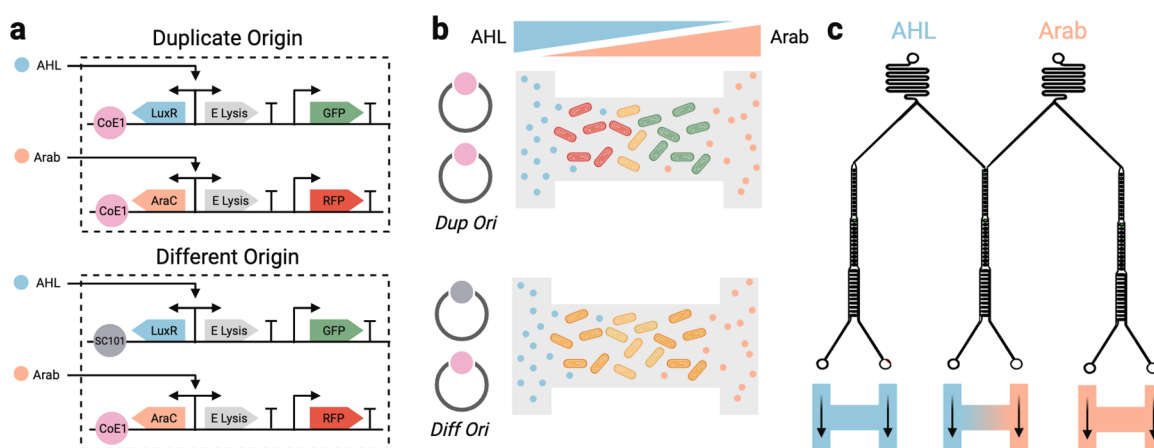 a
Duplicate Origin
AHL
LuxR
E Lysis
GFP
CoE1
Arab
AraC
E Lysis
RFP
CoE1
Different Origin
AHL
LuxR
E Lysis
GFP
SC101
Arab
AraC
E Lysis
RFP
CoE1
b
AHL
Arab
Dup Ori
Diff Ori
c
AHL
Arab